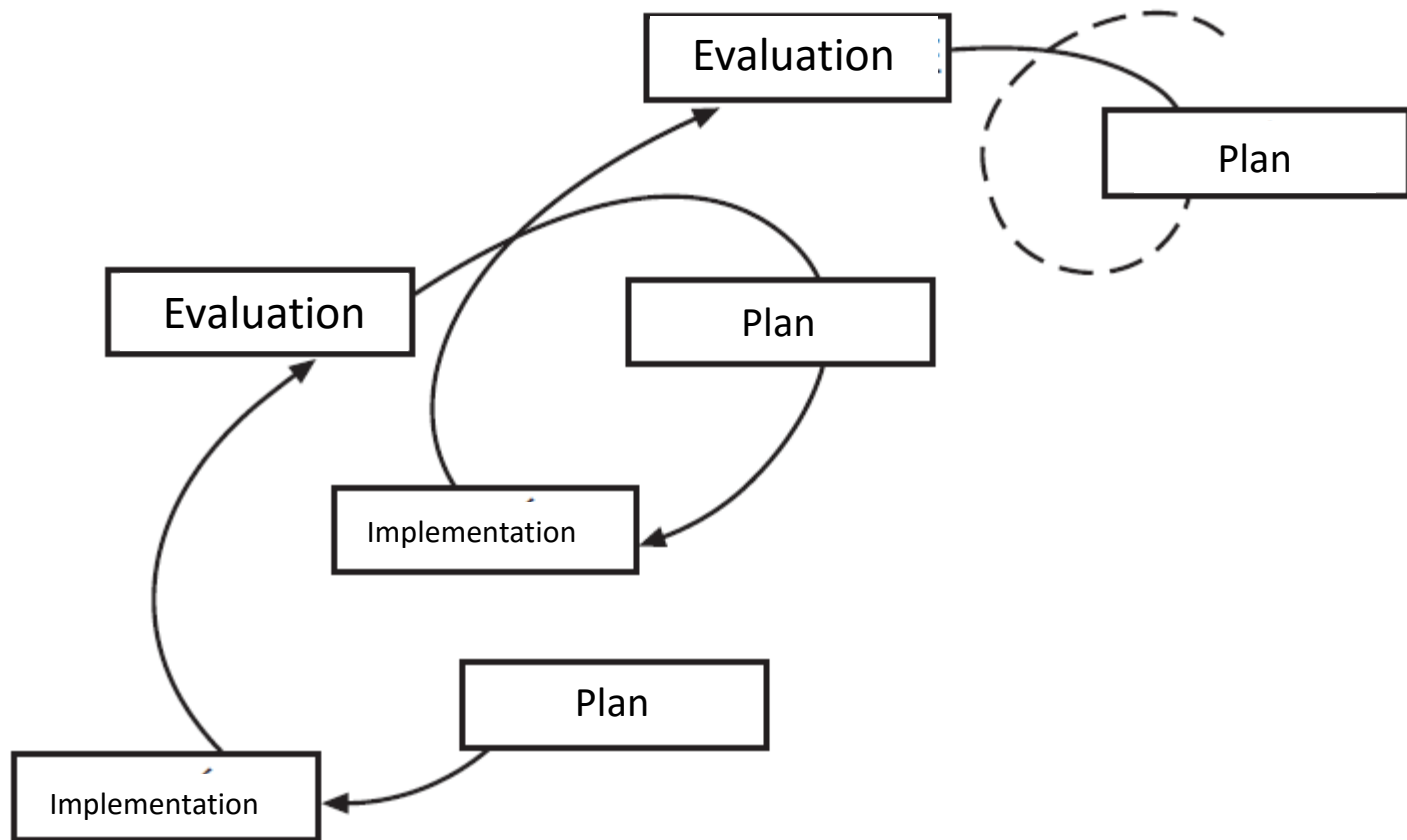 Evaluation
Plan
Evaluation
Plan
Implementation
Plan
Implementation